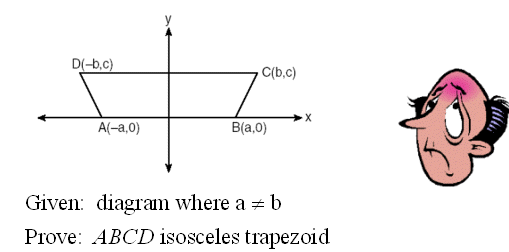 y
D(–b,c) C(b,c)
A(–a,0) B(a,0) x
Given: diagram where a ≠ b
Prove: ABCD isosceles trapezoid